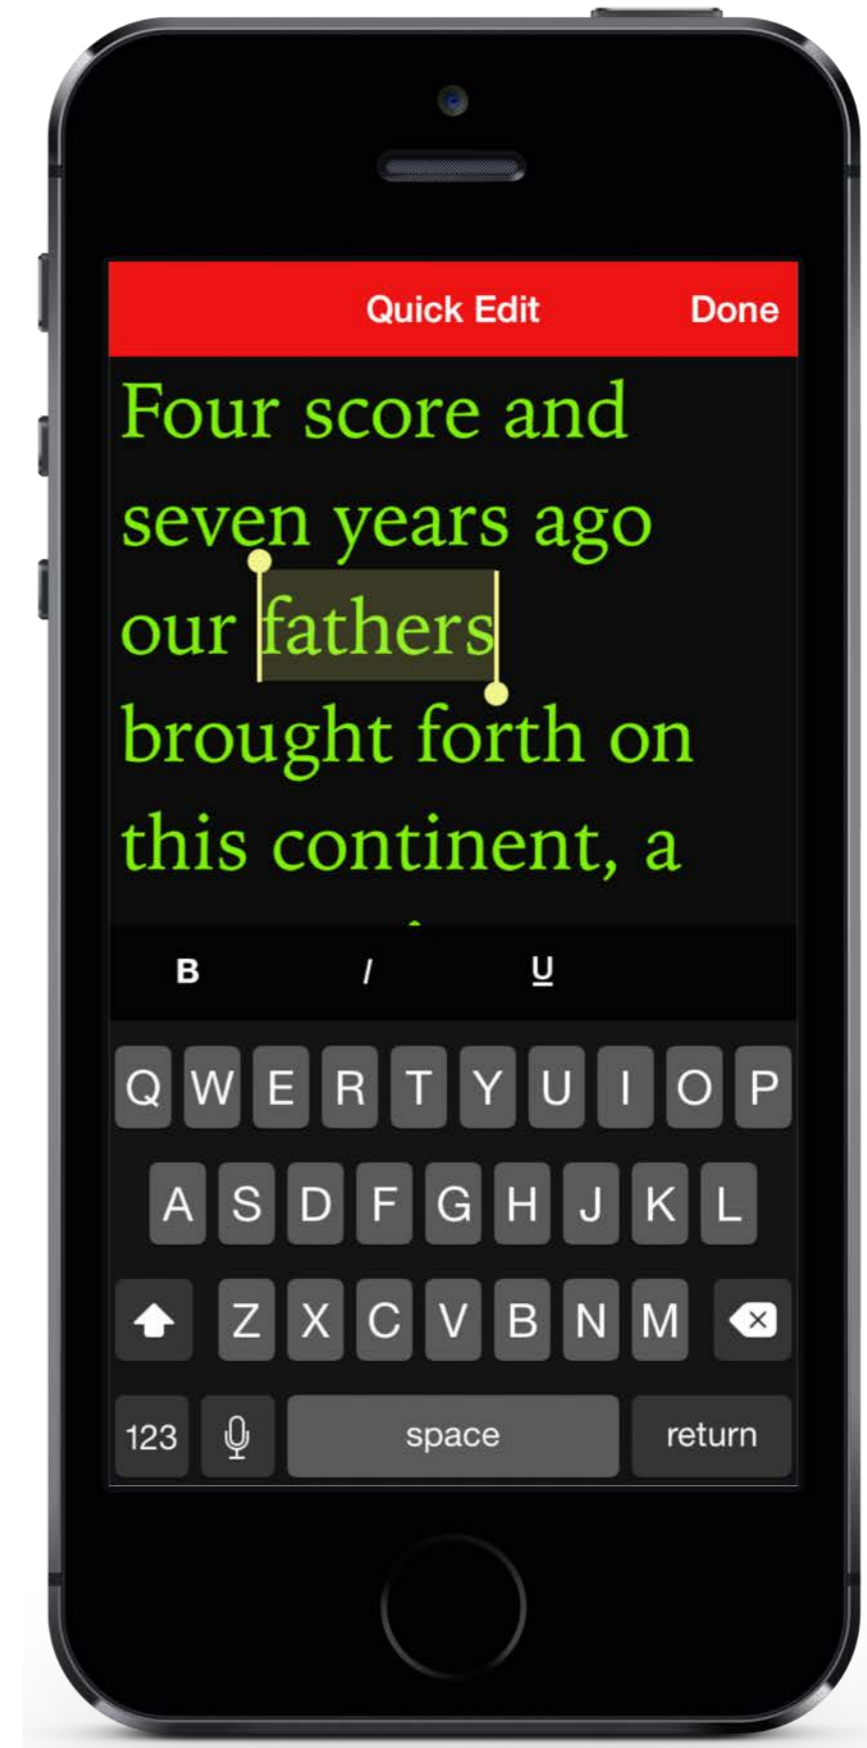 Quick Edit Done
Four score and
seven years ago
our fathers
brought forth on
this continent, a
B I U
Q W E R T Y U I O P
A S D F G H J K L
Z X C V B N M
123 space return